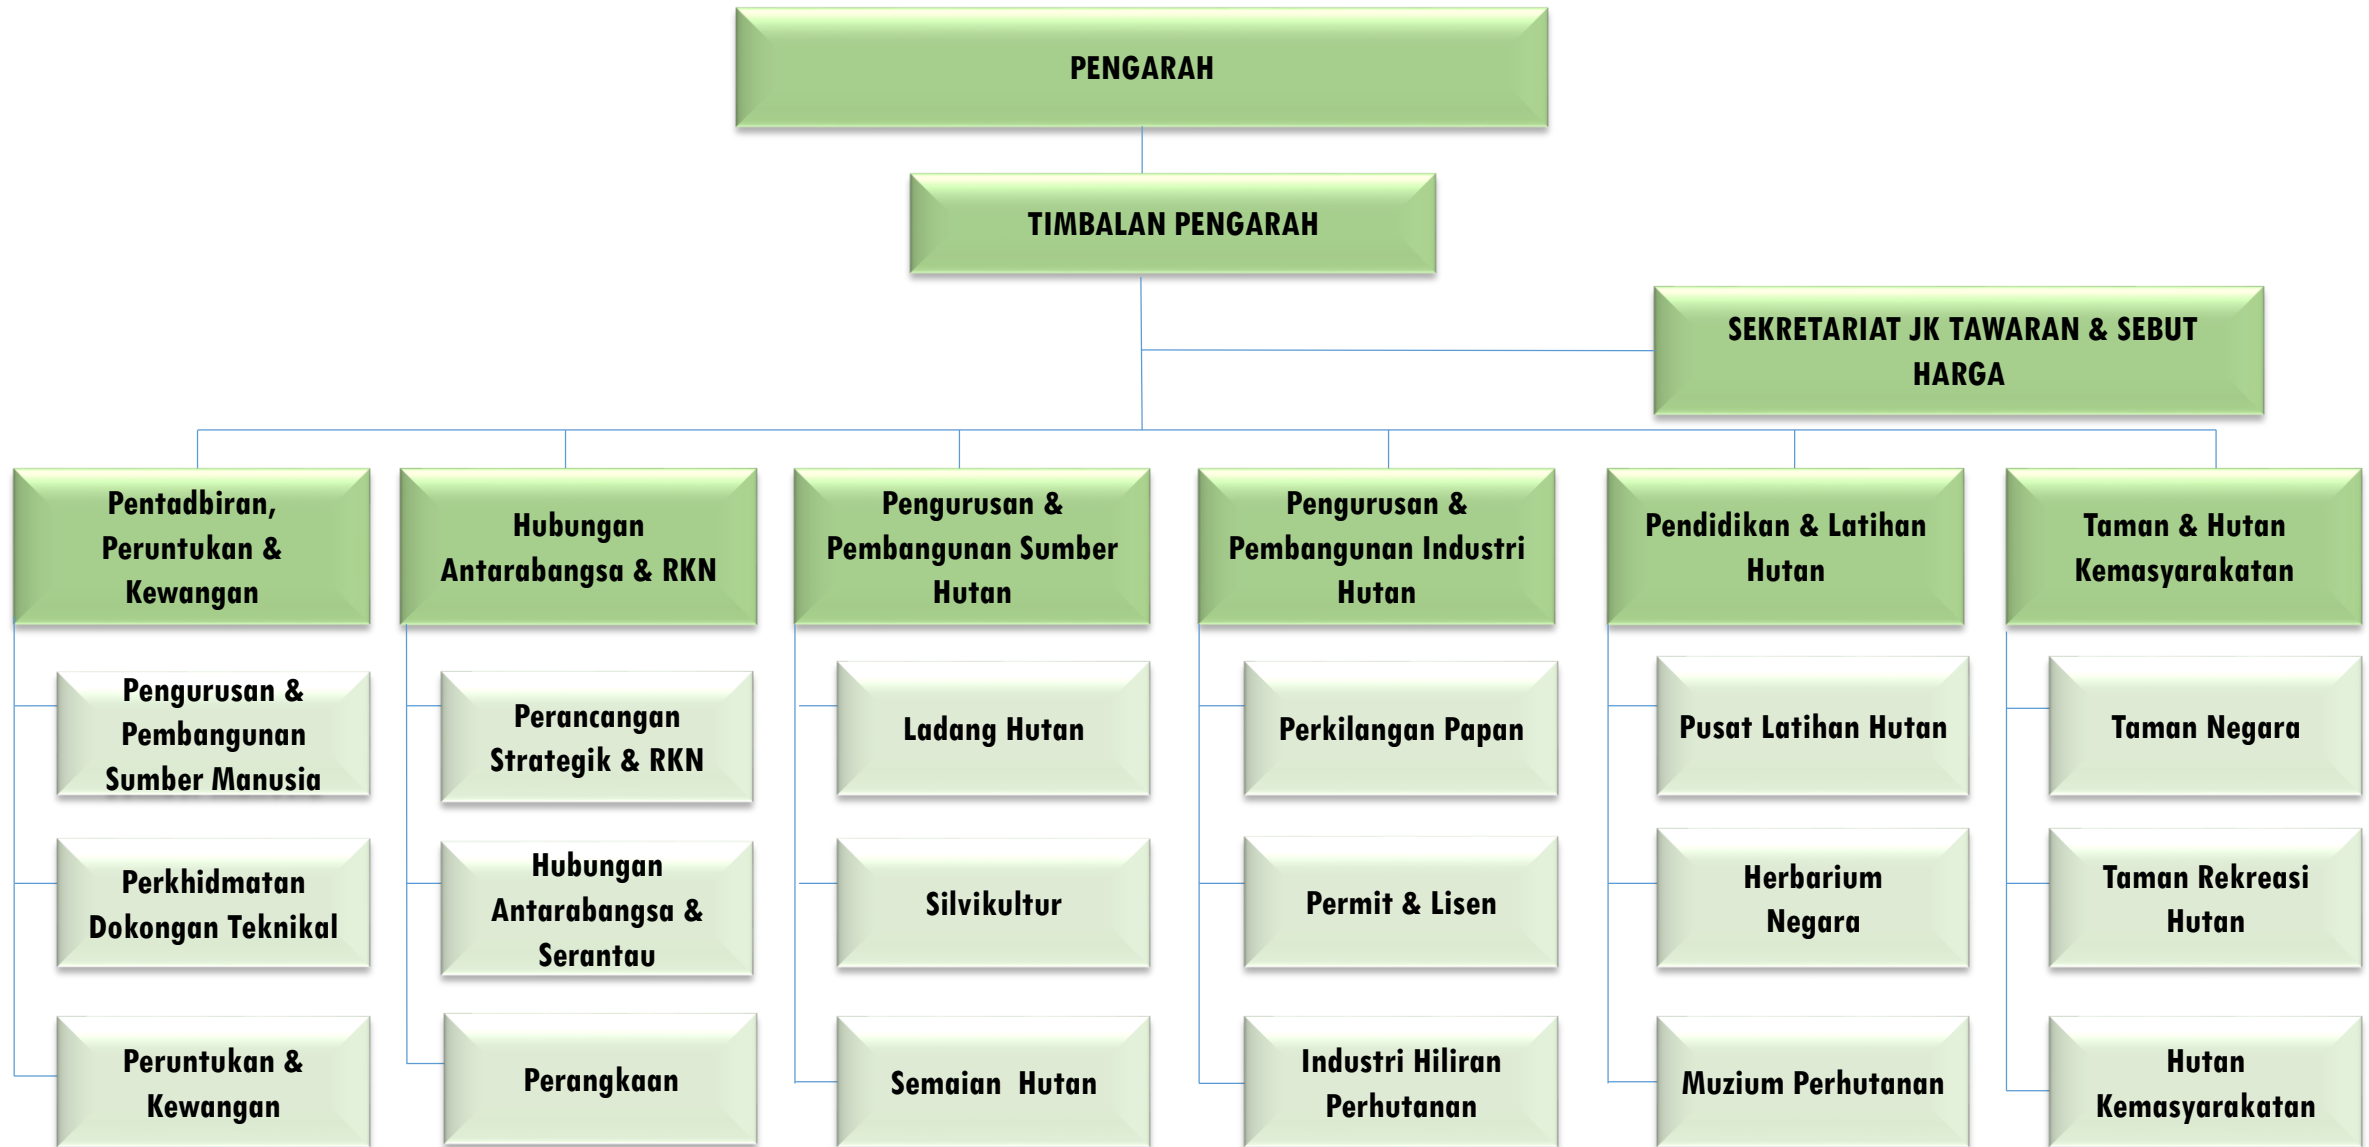 PENGARAH
TIMBALAN PENGARAH
SEKRETARIAT JK TAWARAN & SEBUT
HARGA
Pentadbiran,
Peruntukan &
Kewangan
Hubungan
Antarabangsa & RKN
Pengurusan &
Pembangunan Sumber
Hutan
Pengurusan &
Pembangunan Industri
Hutan
Pendidikan & Latihan
Hutan
Taman & Hutan
Kemasyarakatan
Pengurusan &
Pembangunan
Sumber Manusia
Perancangan
Strategik & RKN
Ladang Hutan
Perkilangan Papan
Pusat Latihan Hutan
Taman Negara
Perkhidmatan
Dokongan Teknikal
Hubungan
Antarabangsa &
Serantau
Silvikultur
Permit & Lisen
Herbarium
Negara
Taman Rekreasi
Hutan
Peruntukan &
Kewangan
Perangkaan
Semaian Hutan
Industri Hiliran
Perhutanan
Muzium Perhutanan
Hutan
Kemasyarakatan